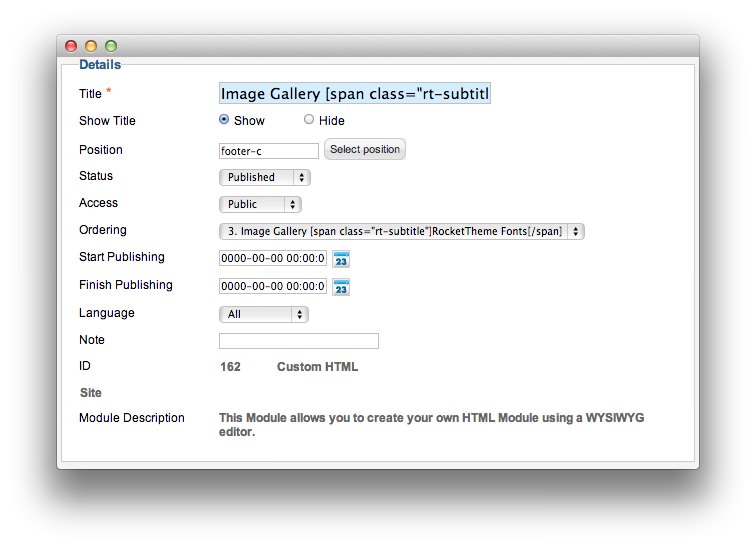 Details
Title * Image Gallery [span class="rt-subtitl
Show Title Show Hide
Position footer-c Select position
Status Published
Access Public
Ordering 3. Image Gallery [span class="rt-subtitle"]RocketTheme Fonts[/span]
Start Publishing 0000-00-00 00:00:0 23
Finish Publishing 0000-00-00 00:00:0 23
Language All
Note
ID 162 Custom HTML
Site
Module Description This Module allows you to create your own HTML Module using a WYSIWYG
editor.